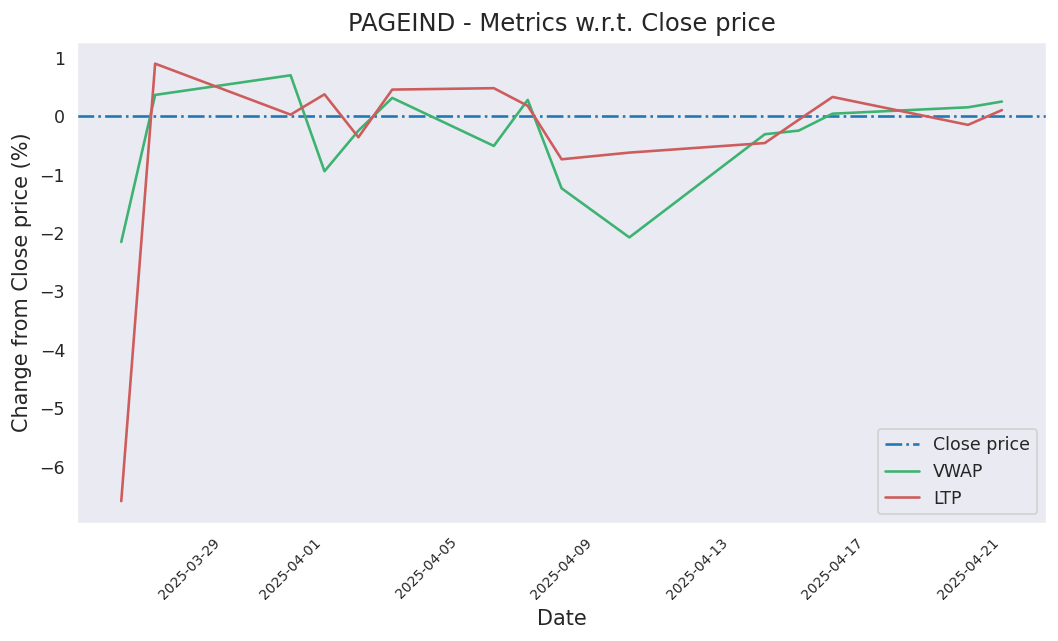 PAGEIND - Metrics w.r.t. Close price
Change from Close price (%)
1
0
−1
−2
−3
−4
−5
−6
Close price
VWAP
LTP
2025-03-29
2025-04-01
2025-04-05
2025-04-09
2025-04-13
2025-04-17
2025-04-21
Date